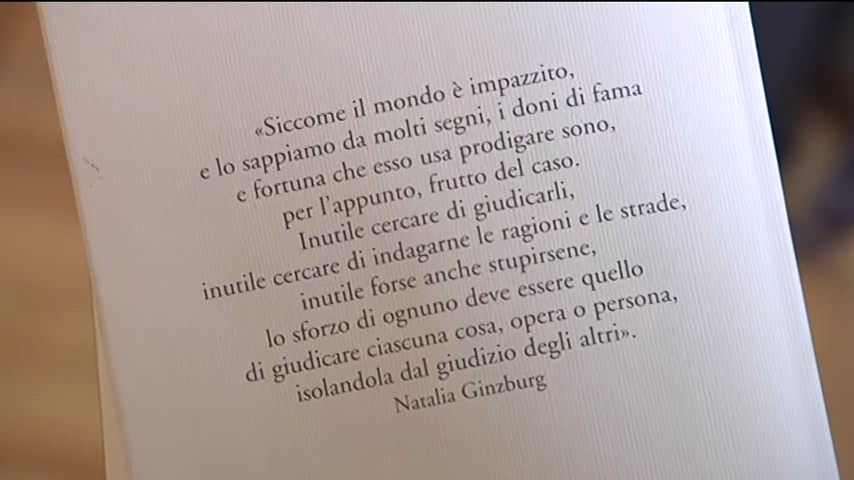 «Siccome il mondo è impazzito,
e lo sappiamo da molti segni, i doni di fama
e fortuna che esso usa prodigare sono,
per l'appunto, frutto del caso.
Inutile cercare di giudicarli,
inutile cercare di indagarne le ragioni e le strade,
inutile forse anche stupirsene,
lo sforzo di ognuno deve essere quello
di giudicare ciascuna cosa, opera o persona,
isolandola dal giudizio degli altri».
Natalia Ginzburg